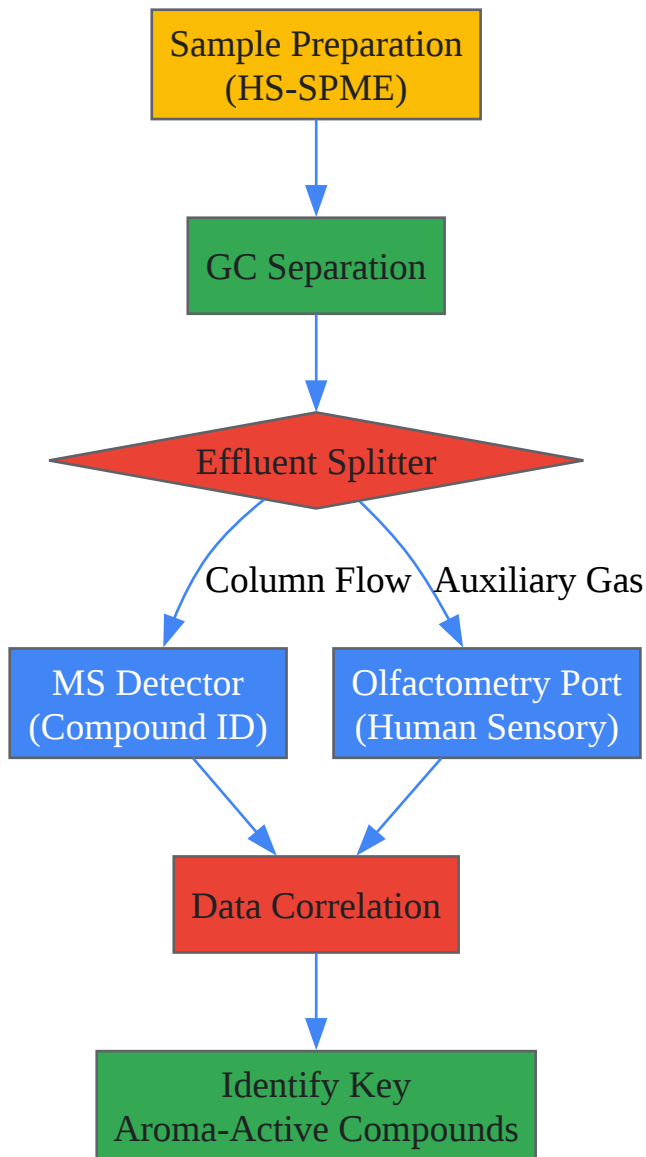 Sample Preparation
(HS-SPME)
GC Separation
Effluent Splitter
Column Flow
Auxiliary Gas
MS Detector
(Compound ID)
Olfactometry Port
(Human Sensory)
Data Correlation
Identify Key
Aroma-Active Compounds